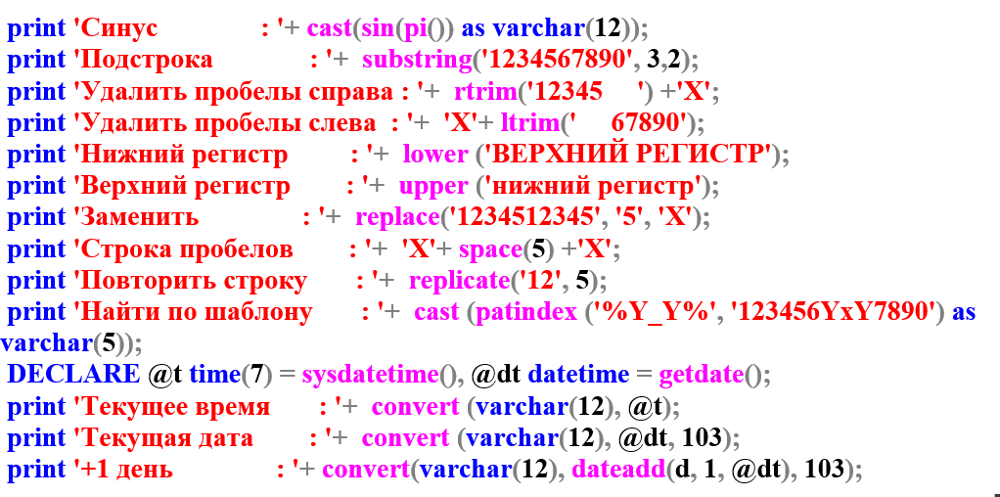 print 'Синус                : '+ cast(sin(pi()) as varchar(12));
print 'Подстрока               : '+  substring('1234567890', 3,2);
print 'Удалить пробелы справа : '+  rtrim('12345     ') +'X';
print 'Удалить пробелы слева  : '+  'X'+ ltrim('     67890');
print 'Нижний регистр          : '+  lower ('ВЕРХНИЙ РЕГИСТР');
print 'Верхний регистр         : '+  upper ('нижний регистр');
print 'Заменить                : '+  replace('1234512345', '5', 'X');
print 'Строка пробелов         : '+  'X'+ space(5) +'X';
print 'Повторить строку        : '+  replicate('12', 5);
print 'Найти по шаблону        : '+  cast (patindex ('%Y_Y%', '123456YxY7890') as
varchar(5));
DECLARE @t time(7) = sysdatetime(), @dt datetime = getdate();
print 'Текущее время        : '+  convert (varchar(12), @t);
print 'Текущая дата         : '+  convert (varchar(12), @dt, 103);
print '+1 день                : '+ convert(varchar(12), dateadd(d, 1, @dt), 103);